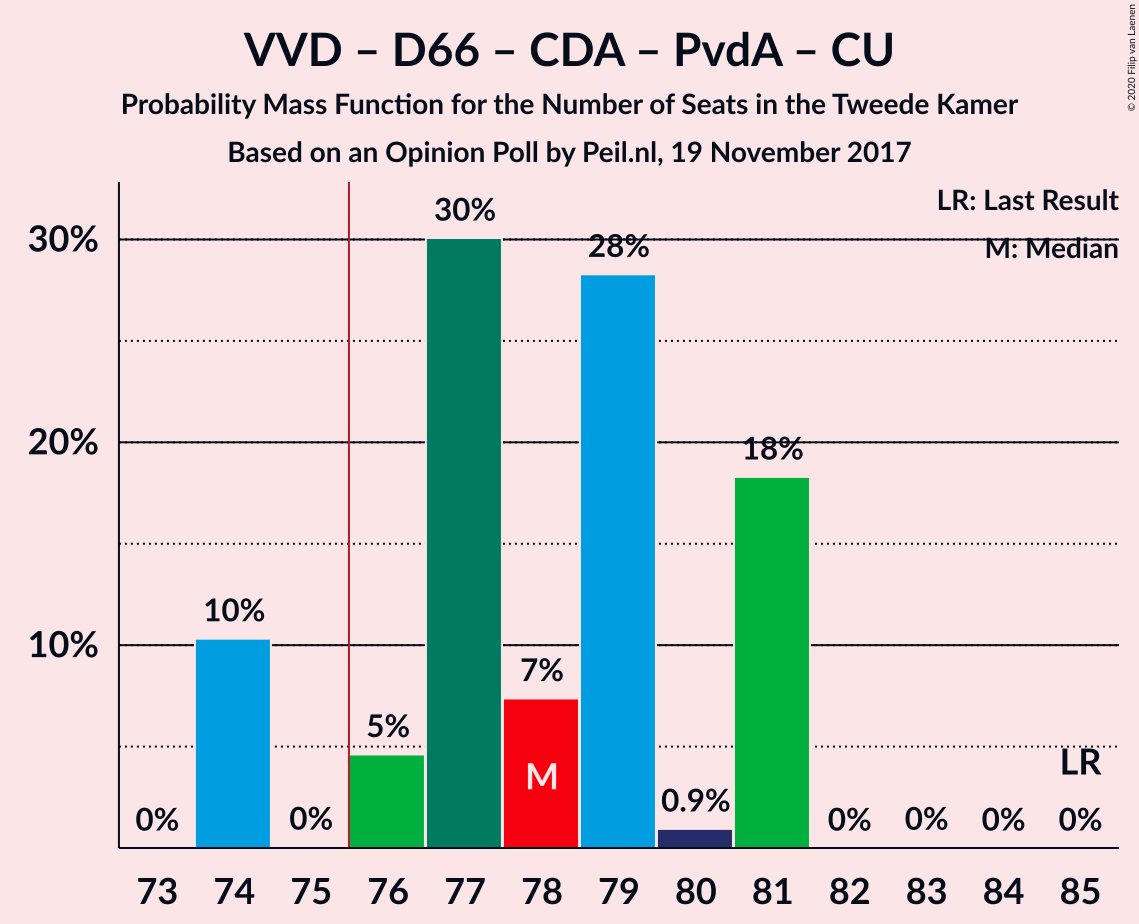 VVD – D66 – CDA – PvdA – CU
Probability Mass Function for the Number of Seats in the Tweede Kamer
Based on an Opinion Poll by Peil.nl, 19 November 2017
© 2020 Filip van Laenen
LR: Last Result
M: Median
30%
20%
10%
0%
10%
0%
5%
30%
7%
M
28%
0.9%
18%
0%
0%
0%
LR
0%
73 74 75 76 77 78 79 80 81 82 83 84 85